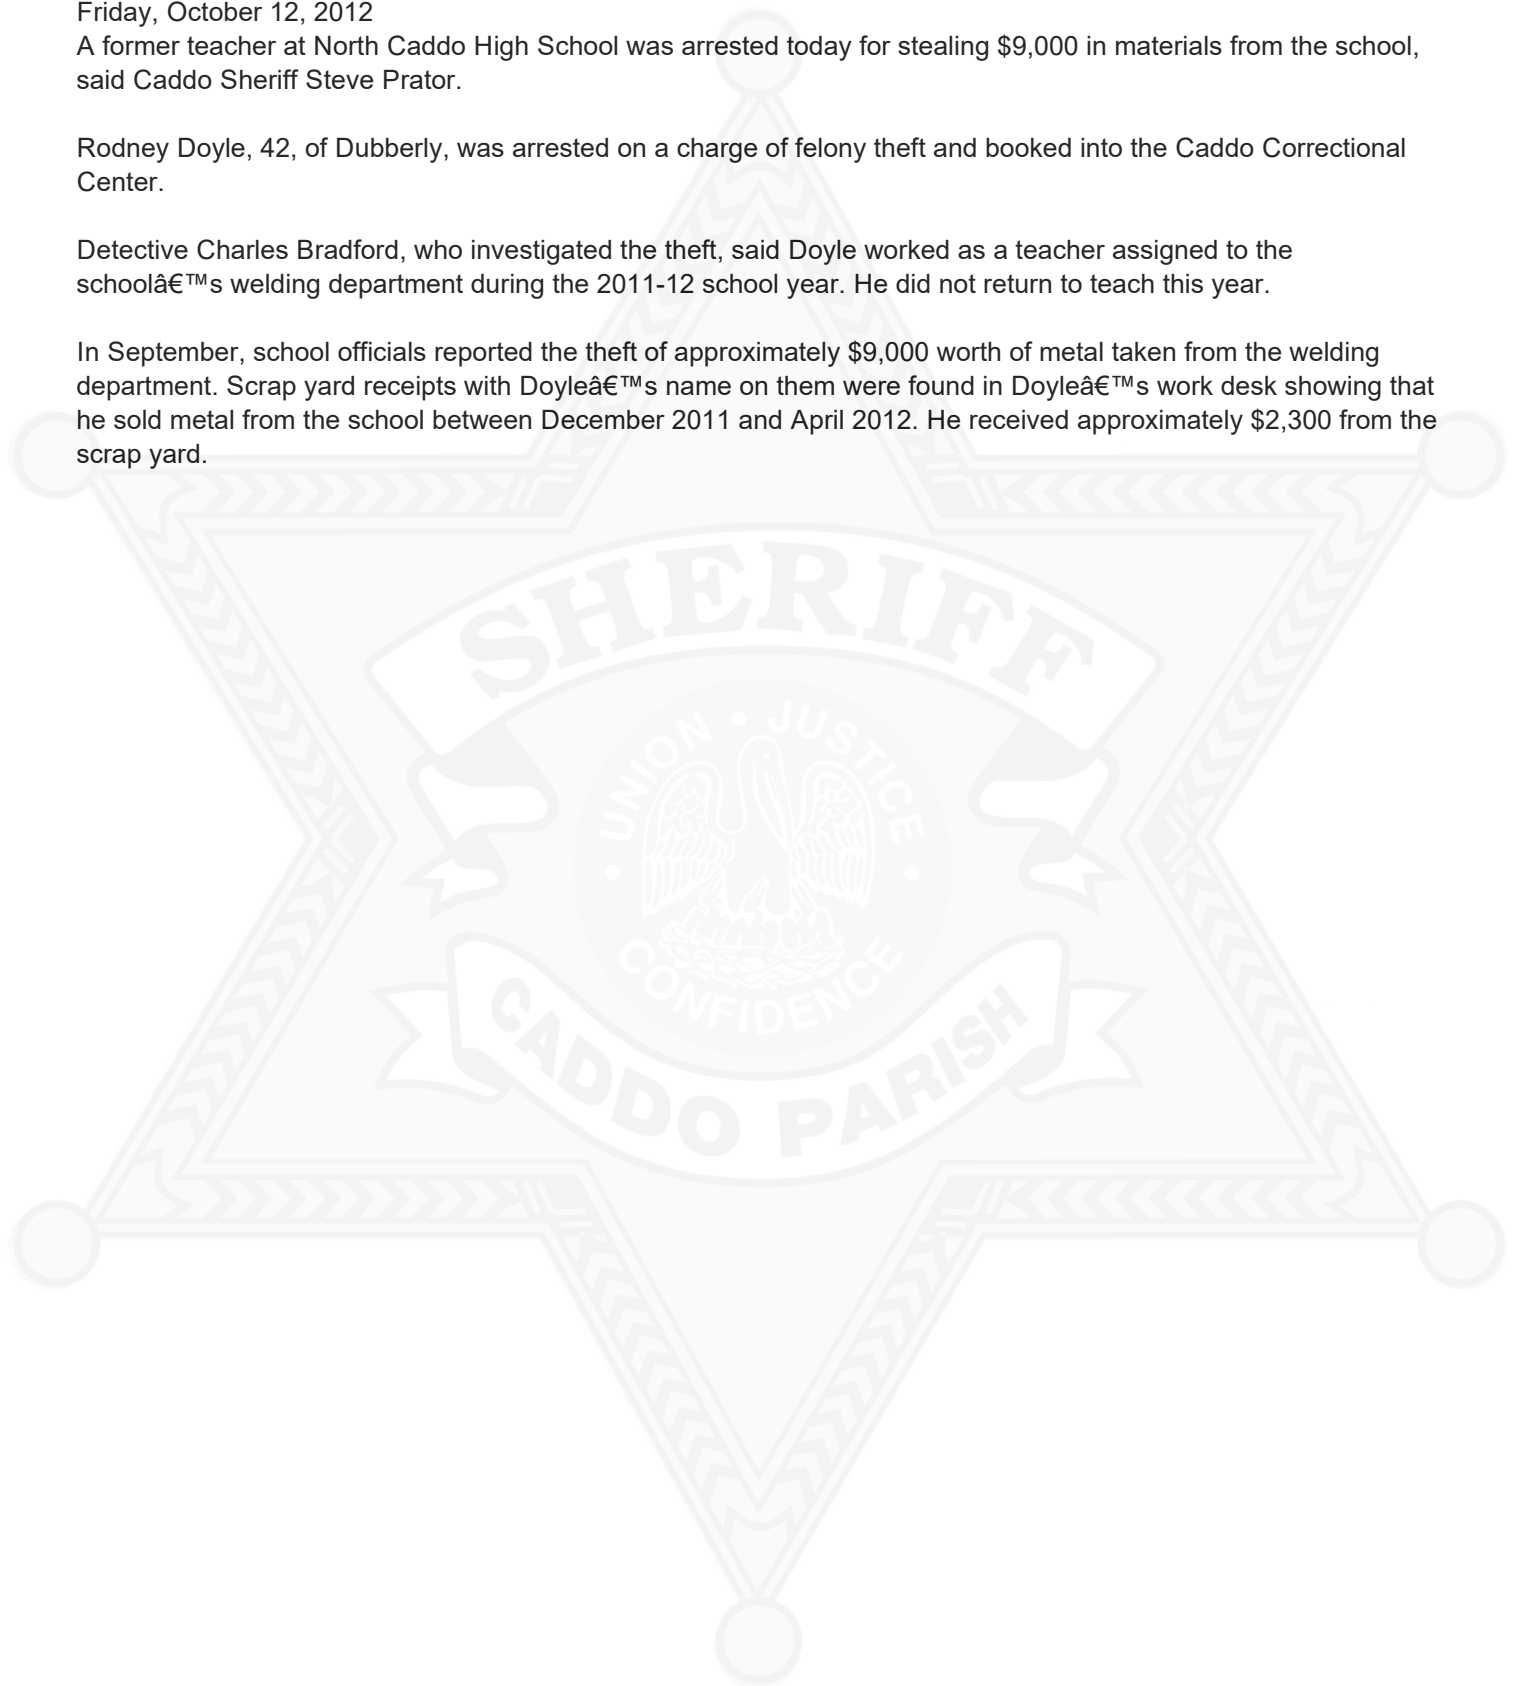 Friday, October 12, 2012
A former teacher at North Caddo High School was arrested today for stealing $9,000 in materials from the school,
said Caddo Sheriff Steve Prator.
Rodney Doyle, 42, of Dubberly, was arrested on a charge of felony theft and booked into the Caddo Correctional
Center.
Detective Charles Bradford, who investigated the theft, said Doyle worked as a teacher assigned to the
schoolâ€™s welding department during the 2011-12 school year. He did not return to teach this year.
In September, school officials reported the theft of approximately $9,000 worth of metal taken from the welding
department. Scrap yard receipts with Doyleâ€™s name on them were found in Doyleâ€™s work desk showing that
he sold metal from the school between December 2011 and April 2012. He received approximately $2,300 from the
scrap yard.
SHERIFF
UNION • JUSTICE
• CONFIDENCE •
CADDO PARISH